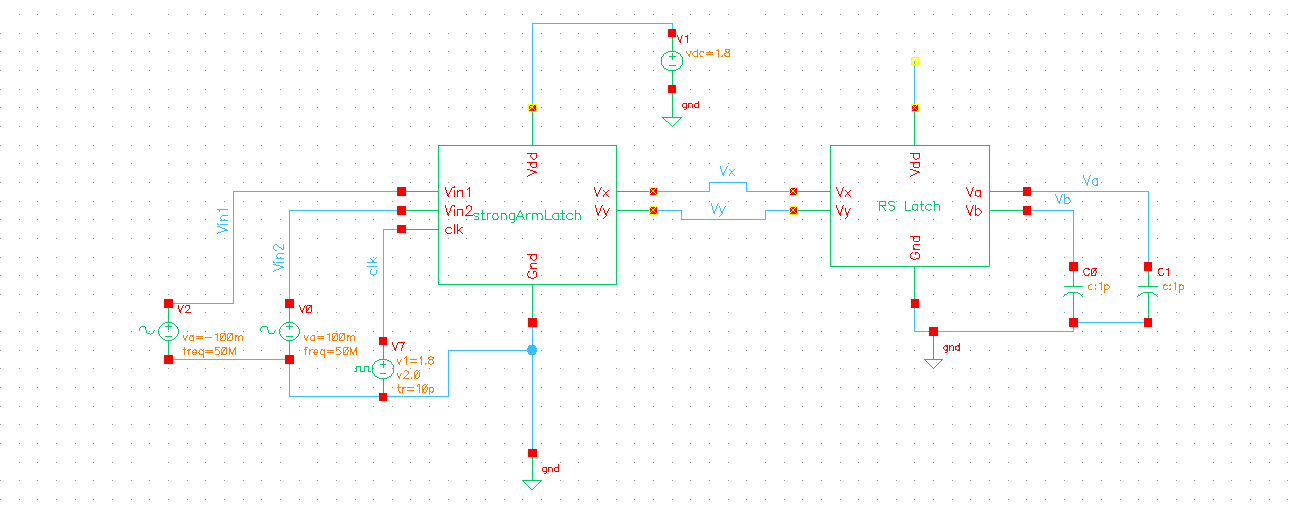 V1
vdc=1.8
gnd
Vdd
Vin1
Vin2
clk
strongArmLatch
Vx
Vy
Gnd
Vx
Vy
Vdd
Vx
Vy
RS Latch
Va
Vb
Gnd
Va
Vb
Vin1
Vin2
clk
V2
va=-100m
freq=50M
V0
va=100m
freq=50M
V7
v1=1.8
v2.0
tr=10p
gnd
C0
c:1p
C1
c:1p
gnd